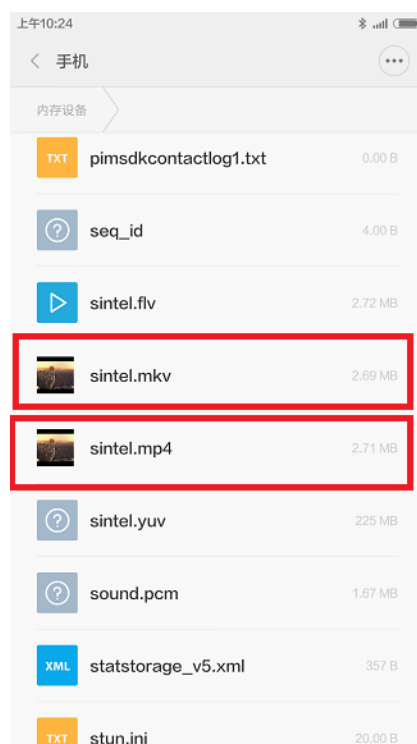 上午10:24
手机
内存设备
TXT pimsdkcontactlog1.txt 0.00 B
seq_id 4.00 B
sintel.flv 2.72 MB
sintel.mkv 2.69 MB
sintel.mp4 2.71 MB
sintel.yuv 225 MB
sound.pcm 1.67 MB
XML statstorage_v5.xml 357 B
TXT stun.ini 20.00 B